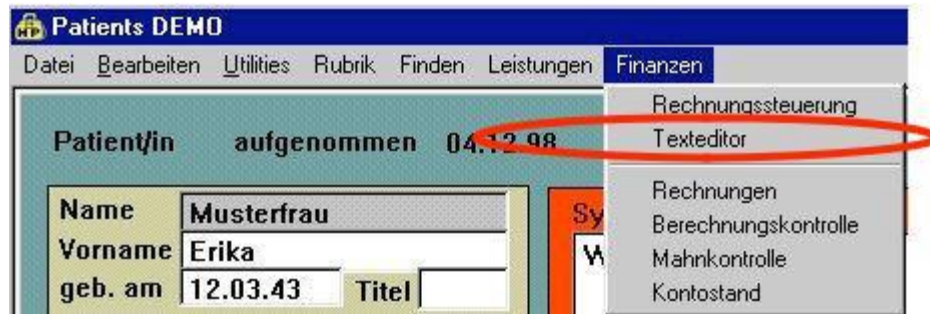 Patients DEMO
Datei Bearbeiten Utilities Rubrik Finden Leistungen Finanzen
Rechnungssteuerung
Texteditor
Rechnungen
Berechnungskontrolle
Mahnkontrolle
Kontostand
Patient/in aufgenommen 04.12.98
Name Musterfrau
Vorname Erika
geb. am 12.03.43 Titel
Sy
W